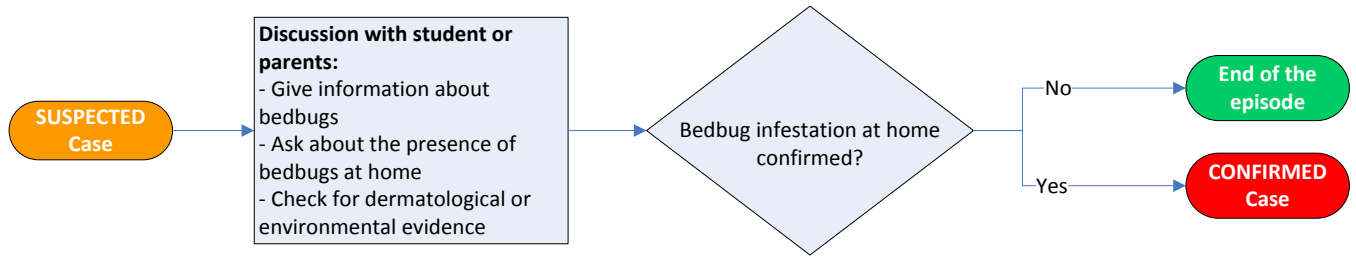 SUSPECTED
Case
Discussion with student or
parents:
- Give information about
bedbugs
- Ask about the presence of
bedbugs at home
- Check for dermatological or
environmental evidence
Bedbug infestation at home
confirmed?
No
End of the
episode
Yes
CONFIRMED
Case